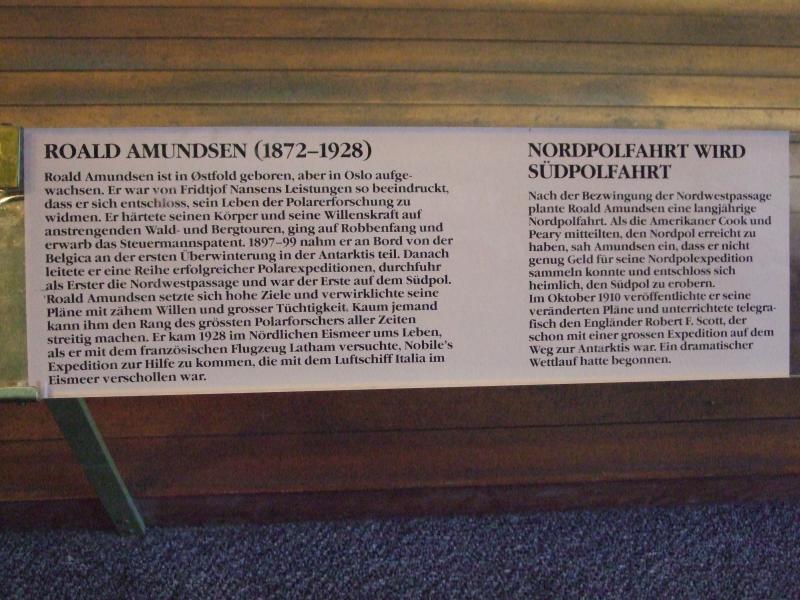 ROALD AMUNDSEN (1872–1928)
Roald Amundsen ist in Østfold geboren, aber in Oslo aufge-
wachsen. Er war von Fridtjof Nansens Leistungen so beeindruckt,
dass er sich entschloss, sein Leben der Polarerforschung zu
widmen. Er härtete seinen Körper und seine Willenskraft auf
anstrengenden Wald- und Bergtouren, ging auf Robbenfang und
erwarb das Steuermannspatent. 1897–99 nahm er an Bord von der
Belgica an der ersten Überwinterung in der Antarktis teil. Danach
leitete er eine Reihe erfolgreicher Polarexpeditionen, durchfuhr
als Erster die Nordwestpassage und war der Erste auf dem Südpol.
Roald Amundsen setzte sich hohe Ziele und verwirklichte seine
Pläne mit zähem Willen und grosser Tüchtigkeit. Kaum jemand
kann ihm den Rang des grössten Polarforschers aller Zeiten
streitig machen. Er kam 1928 im Nördlichen Eismeer ums Leben,
als er mit dem französischen Flugzeug Latham versuchte, Nobile's
Expedition zur Hilfe zu kommen, die mit dem Luftschiff Italia im
Eismeer verschollen war.
NORDPOLFAHRT WIRD
SÜDPOLFAHRT
Nach der Bezwingung der Nordwestpassage
plante Roald Amundsen eine langjährige
Nordpolfahrt. Als die Amerikaner Cook und
Peary mitteilten, den Nordpol erreicht zu
haben, sah Amundsen ein, dass er nicht
genug Geld für seine Nordpolexpedition
sammeln konnte und entschloss sich
heimlich, den Südpol zu erobern.
Im Oktober 1910 veröffentlichte er seine
veränderten Pläne und unterrichtete telegra-
fisch den Engländer Robert F. Scott, der
schon mit einer grossen Expedition auf dem
Weg zur Antarktis war. Ein dramatischer
Wettlauf hatte begonnen.